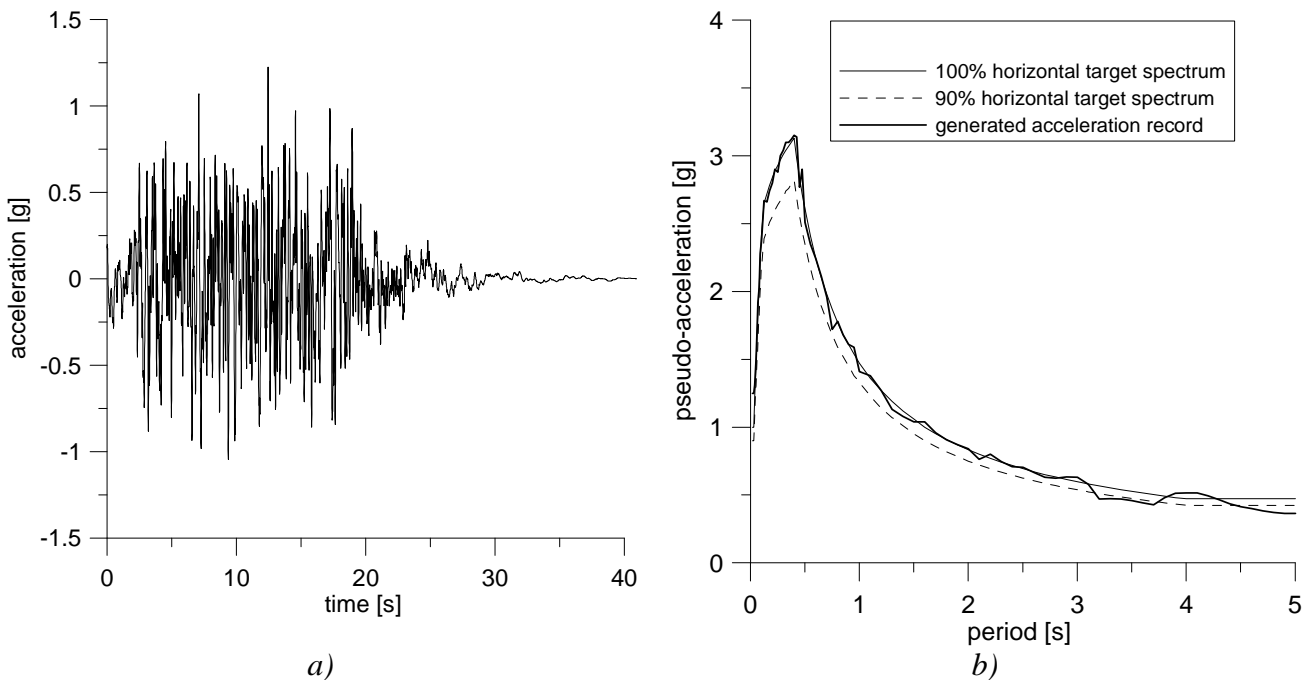 1.5
1
0.5
0
-0.5
-1
-1.5
acceleration [g]
0 10 20 30 40
time [s]
a)
4
3
2
1
0
pseudo-acceleration [g]
100% horizontal target spectrum
90% horizontal target spectrum
generated acceleration record
0 1 2 3 4 5
period [s]
b)